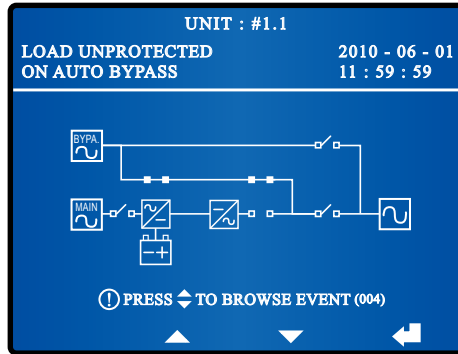 UNIT : #1.1
LOAD UNPROTECTED 2010 - 06 - 01
ON AUTO BYPASS 11 : 59 : 59
BYPA.
MAIN
PRESS TO BROWSE EVENT (004)